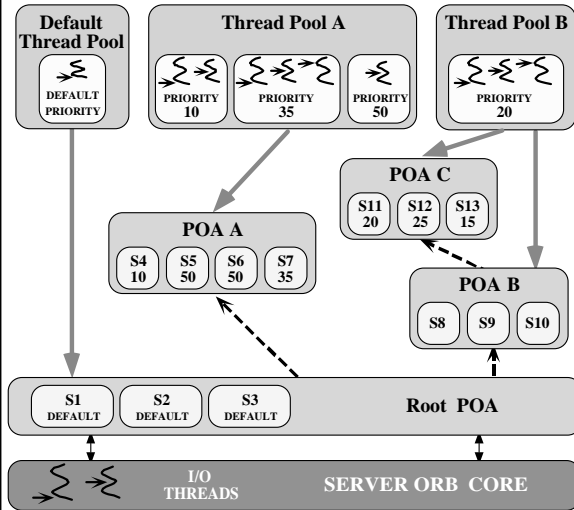 Default
Thread Pool
DEFAULT
PRIORITY
Thread Pool A
PRIORITY
10
PRIORITY
35
PRIORITY
50
Thread Pool B
PRIORITY
20
POA C
S11
20
S12
25
S13
15
POA A
S4
10
S5
50
S6
50
S7
35
POA B
S8
S9
S10
S1
DEFAULT
S2
DEFAULT
S3
DEFAULT
Root POA
I/O
THREADS
SERVER ORB CORE